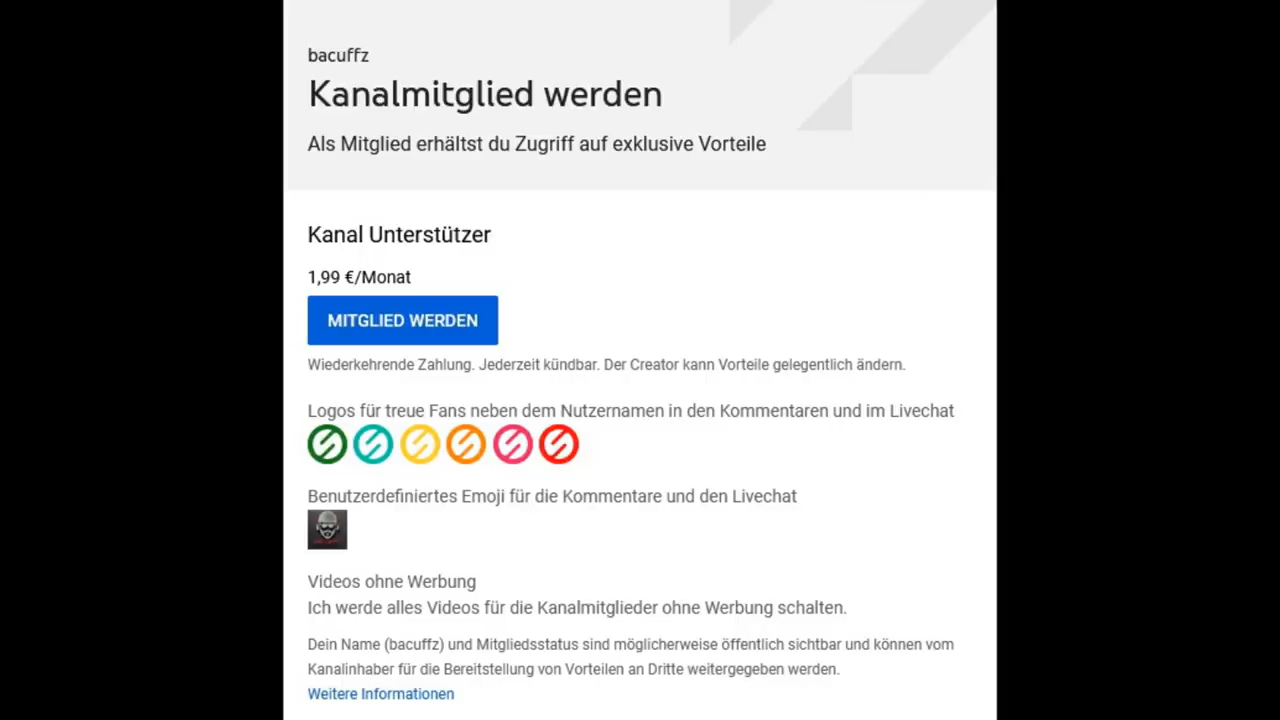 bacuffz
Kanalmitglied werden
Als Mitglied erhältst du Zugriff auf exklusive Vorteile
Kanal Unterstützer
1,99 €/Monat
MITGLIED WERDEN
Wiederkehrende Zahlung. Jederzeit kündbar. Der Creator kann Vorteile gelegentlich ändern.
Logos für treue Fans neben dem Nutzernamen in den Kommentaren und im Livechat
Benutzerdefiniertes Emoji für die Kommentare und den Livechat
Videos ohne Werbung
Ich werde alles Videos für die Kanalmitglieder ohne Werbung schalten.
Dein Name (bacuffz) und Mitgliedsstatus sind möglicherweise öffentlich sichtbar und können vom
Kanalinhaber für die Bereitstellung von Vorteilen an Dritte weitergegeben werden.
Weitere Informationen